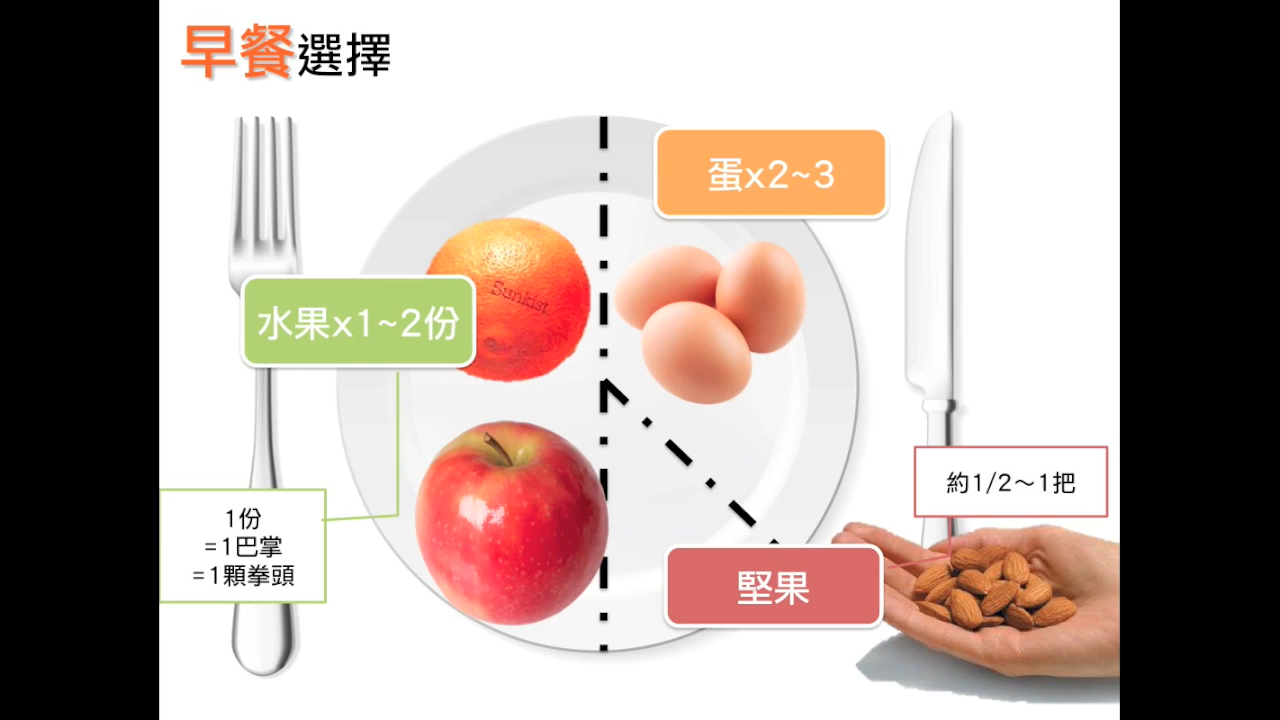 早餐選擇
蛋x2~3
Sunkist
水果x1~2份
約1/2～1把
1份
=1巴掌
=1顆拳頭
堅果